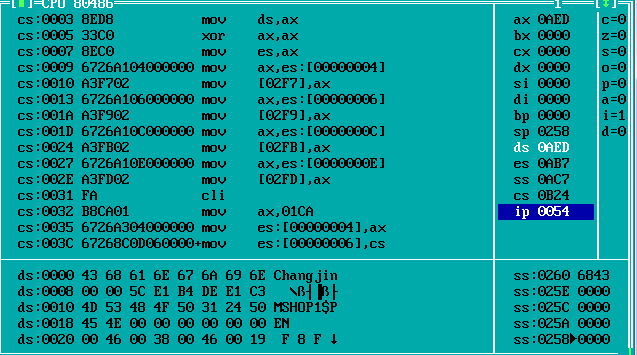 [▮] CPU 80486 1 [↕]
cs:0003 8ED8 mov ds,ax
cs:0005 33C0 xor ax,ax
cs:0007 8EC0 mov es,ax
cs:0009 6726A104000000 mov ax,es:[00000004]
cs:0010 A3F702 mov [02F7],ax
cs:0013 6726A106000000 mov ax,es:[00000006]
cs:001A A3F902 mov [02F9],ax
cs:001D 6726A10C000000 mov ax,es:[0000000C]
cs:0024 A3FB02 mov [02FB],ax
cs:0027 6726A10E000000 mov ax,es:[0000000E]
cs:002E A3FD02 mov [02FD],ax
cs:0031 FA cli
cs:0032 B8CA01 mov ax,01CA
cs:0035 6726A304000000 mov es:[00000004],ax
cs:003C 67268C0D060000+mov es:[00000006],cs
ax 0AED c=0
bx 0000 z=0
cx 0000 s=0
dx 0000 o=0
si 0000 p=0
di 0000 a=0
bp 0000 i=1
sp 0258 d=0
ds 0AED
es 0AB7
ss 0AC7
cs 0B24
ip 0054
ds:0000 43 68 61 6E 67 6A 69 6E Changjin
ds:0008 00 00 5C E1 B4 DE E1 C3 \ß┤▐ß├
ds:0010 4D 53 48 4F 50 31 24 50 MSHOP1$P
ds:0018 45 4E 00 00 00 00 00 00 EN
ds:0020 00 46 00 38 00 46 00 19 F 8 F ↓
ss:0260 6843
ss:025E 0000
ss:025C 0000
ss:025A 0000
ss:0258▶0000